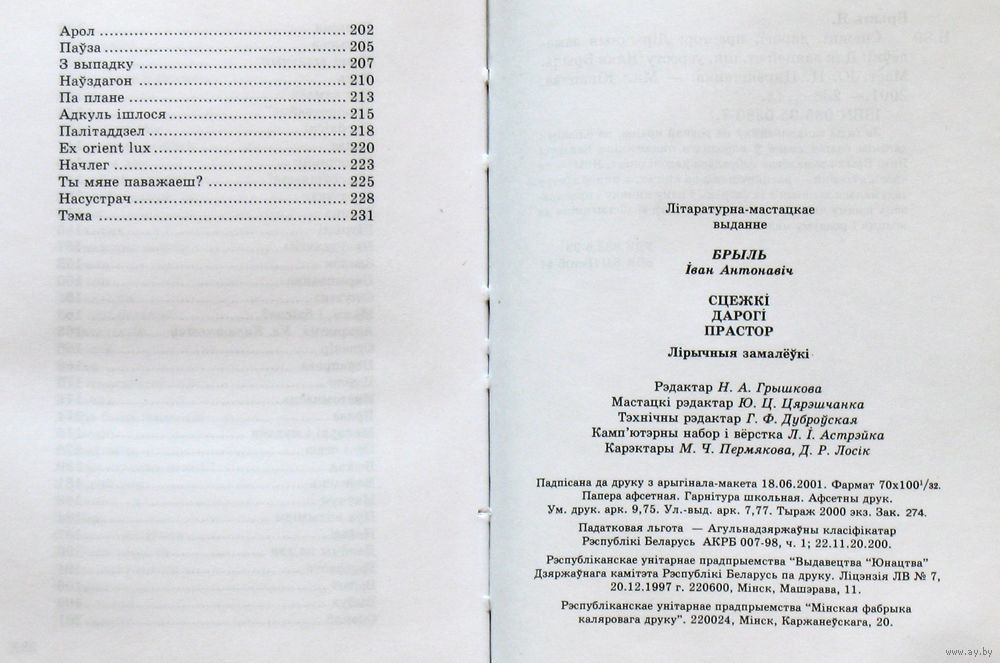 Арол ........................................ 202
Паўза ........................................ 205
З выпадку ................................ 207
Наўздагон ................................ 210
Па плане .................................. 213
Адкуль ішлося .......................... 215
Палітаддзел .............................. 218
Ex orient lux ............................. 220
Начлег ..................................... 223
Ты мяне паважаеш? .................... 225
Насустрач ................................. 228
Тэма ........................................ 231
Літаратурна-мастацкае
выданне
БРЫЛЬ
Іван Антонавіч
СЦЕЖКІ
ДАРОГІ
ПРАСТОР
Лірычныя замалёўкі
Рэдактар Н. А. Грышкова
Мастацкі рэдактар Ю. Ц. Цярэшчанка
Тэхнічны рэдактар Г. Ф. Дуброўская
Камп'ютэрны набор і вёрстка Л. І. Астрэйка
Карэктары М. Ч. Пермякова, Д. Р. Лосік
Падпісана да друку з арыгінала-макета 18.06.2001. Фармат 70х100¹/₃₂.
Папера афсетная. Гарнітура школьная. Афсетны друк.
Ум. друк. арк. 9,75. Ул.-выд. арк. 7,77. Тыраж 2000 экз. Зак. 274.
Падатковая льгота — Агульнадзяржаўны класіфікатар
Рэспублікі Беларусь АКРБ 007-98, ч. 1; 22.11.20.200.
Рэспубліканскае унітарнае прадпрыемства “Выдавецтва “Юнацтва”
Дзяржаўнага камітэта Рэспублікі Беларусь па друку. Ліцэнзія ЛВ № 7,
20.12.1997 г. 220600, Мінск, Машэрава, 11.
Рэспубліканскае унітарнае прадпрыемства “Мінская фабрыка
каляровага друку”. 220024, Мінск, Каржанеўскага, 20.
www.ay.by